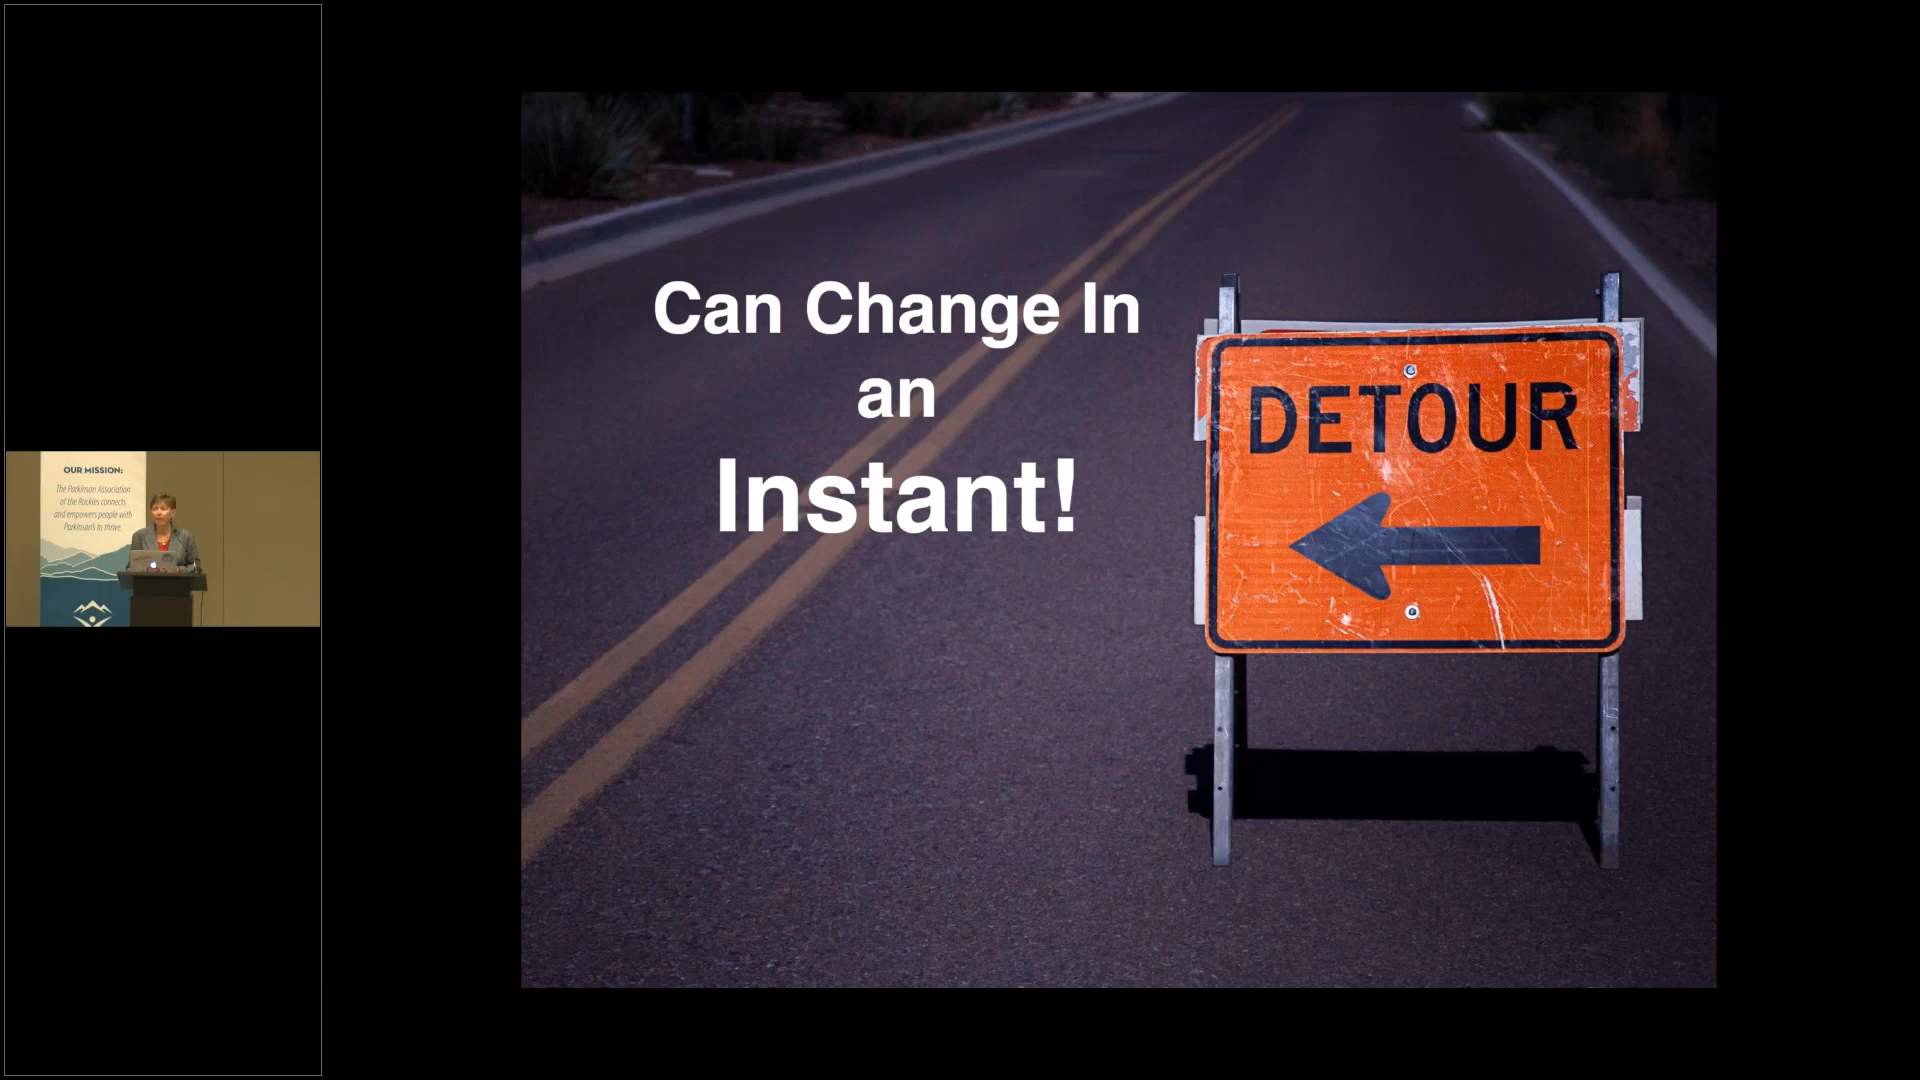 OUR MISSION:
The Parkinson Association
of the Rockies connects
and empowers people with
Parkinson's to thrive.
Can Change In
an
Instant!
DETOUR